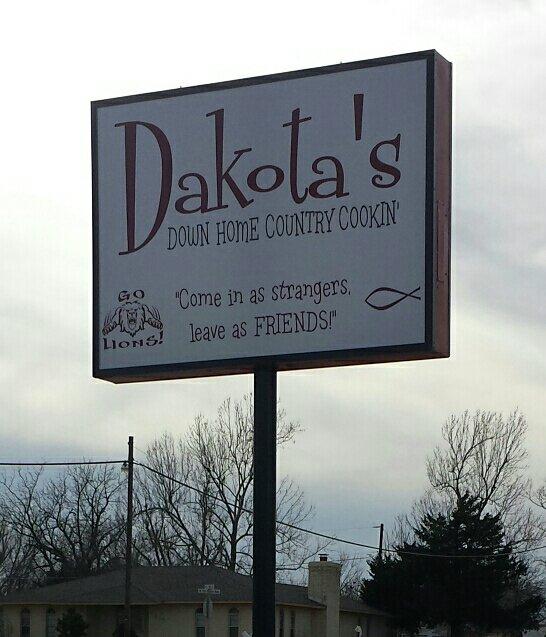 Dakota's
DOWN HOME COUNTRY COOKIN'
"Come in as strangers,
leave as FRIENDS!"
GO
LIONS!